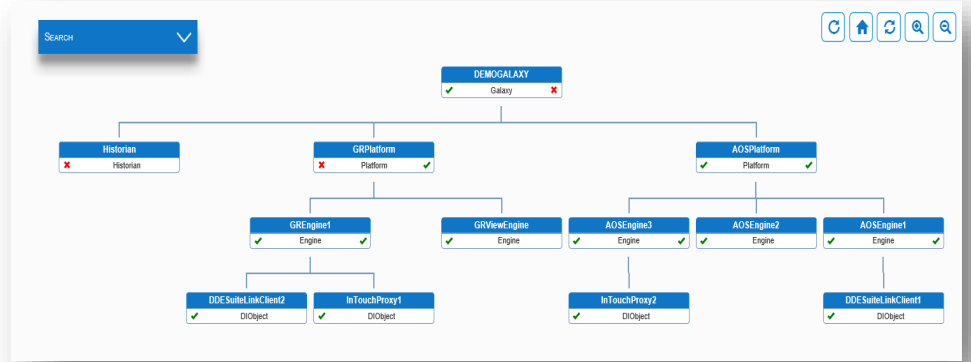 SEARCH
DEMOGALAXY
Galaxy
Historian
Historian
GRPlatform
Platform
AOSPlatform
Platform
GREngine1
Engine
GRViewEngine
Engine
AOSEngine3
Engine
AOSEngine2
Engine
AOSEngine1
Engine
DDESuiteLinkClient2
DIObject
InTouchProxy1
DIObject
InTouchProxy2
DIObject
DDESuiteLinkClient1
DIObject